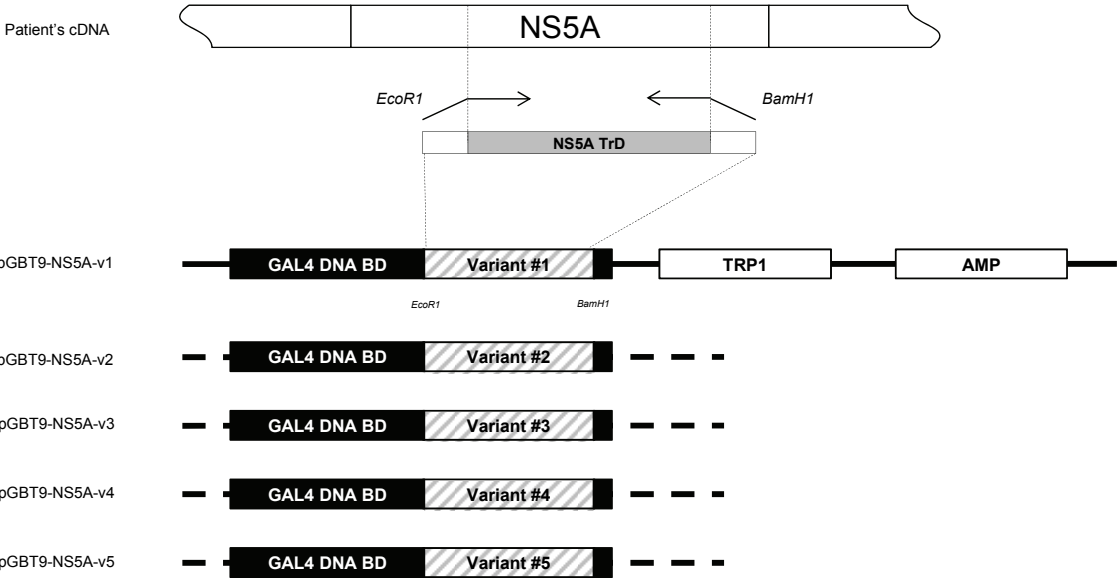 Patient's cDNA
NS5A
EcoR1
BamH1
NS5A TrD
pGBT9-NS5A-v1
GAL4 DNA BD
Variant #1
TRP1
AMP
EcoR1
BamH1
pGBT9-NS5A-v2
GAL4 DNA BD
Variant #2
pGBT9-NS5A-v3
GAL4 DNA BD
Variant #3
pGBT9-NS5A-v4
GAL4 DNA BD
Variant #4
pGBT9-NS5A-v5
GAL4 DNA BD
Variant #5